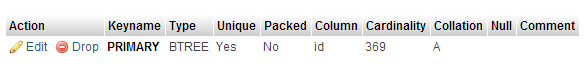 Action Keyname Type Unique Packed Column Cardinality Collation Null Comment
Edit Drop PRIMARY BTREE Yes No id 369 A